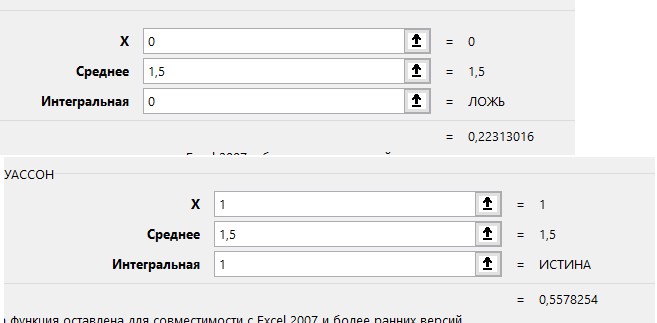 X 0 = 0
Среднее 1,5 = 1,5
Интегральная 0 = ЛОЖЬ
= 0,22313016
УАССОН
X 1 = 1
Среднее 1,5 = 1,5
Интегральная 1 = ИСТИНА
= 0,5578254
функция оставлена для совместимости с Excel 2007 и более ранних версий